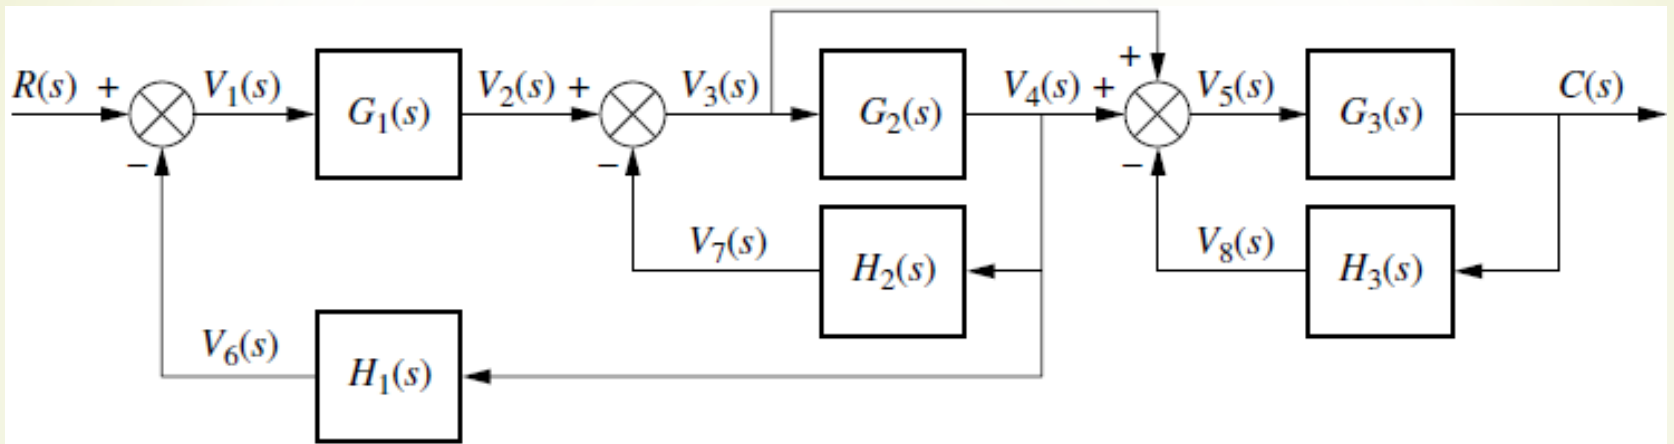 +
R(s) + V₁(s) G₁(s) V₂(s) + V₃(s) G₂(s) V₄(s) + V₅(s) G₃(s) C(s)
− − −
V₇(s) H₂(s) V₈(s) H₃(s)
V₆(s) H₁(s)